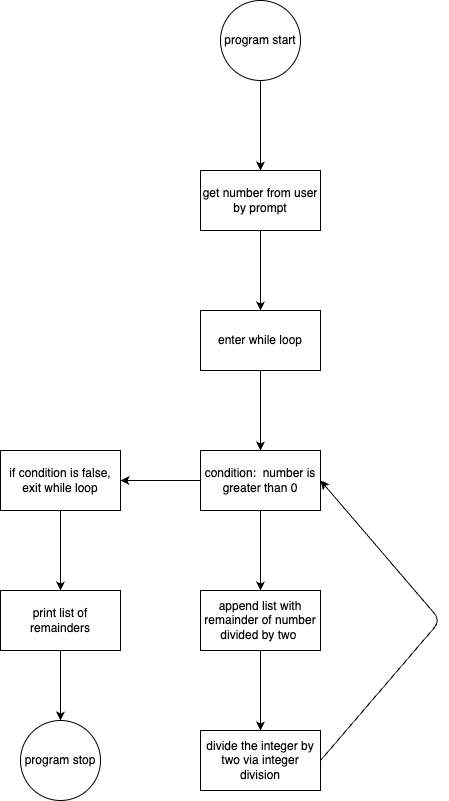 program start
get number from user
by prompt
enter while loop
if condition is false,
exit while loop
condition:  number is
greater than 0
print list of
remainders
append list with
remainder of number
divided by two
program stop
divide the integer by
two via integer
division